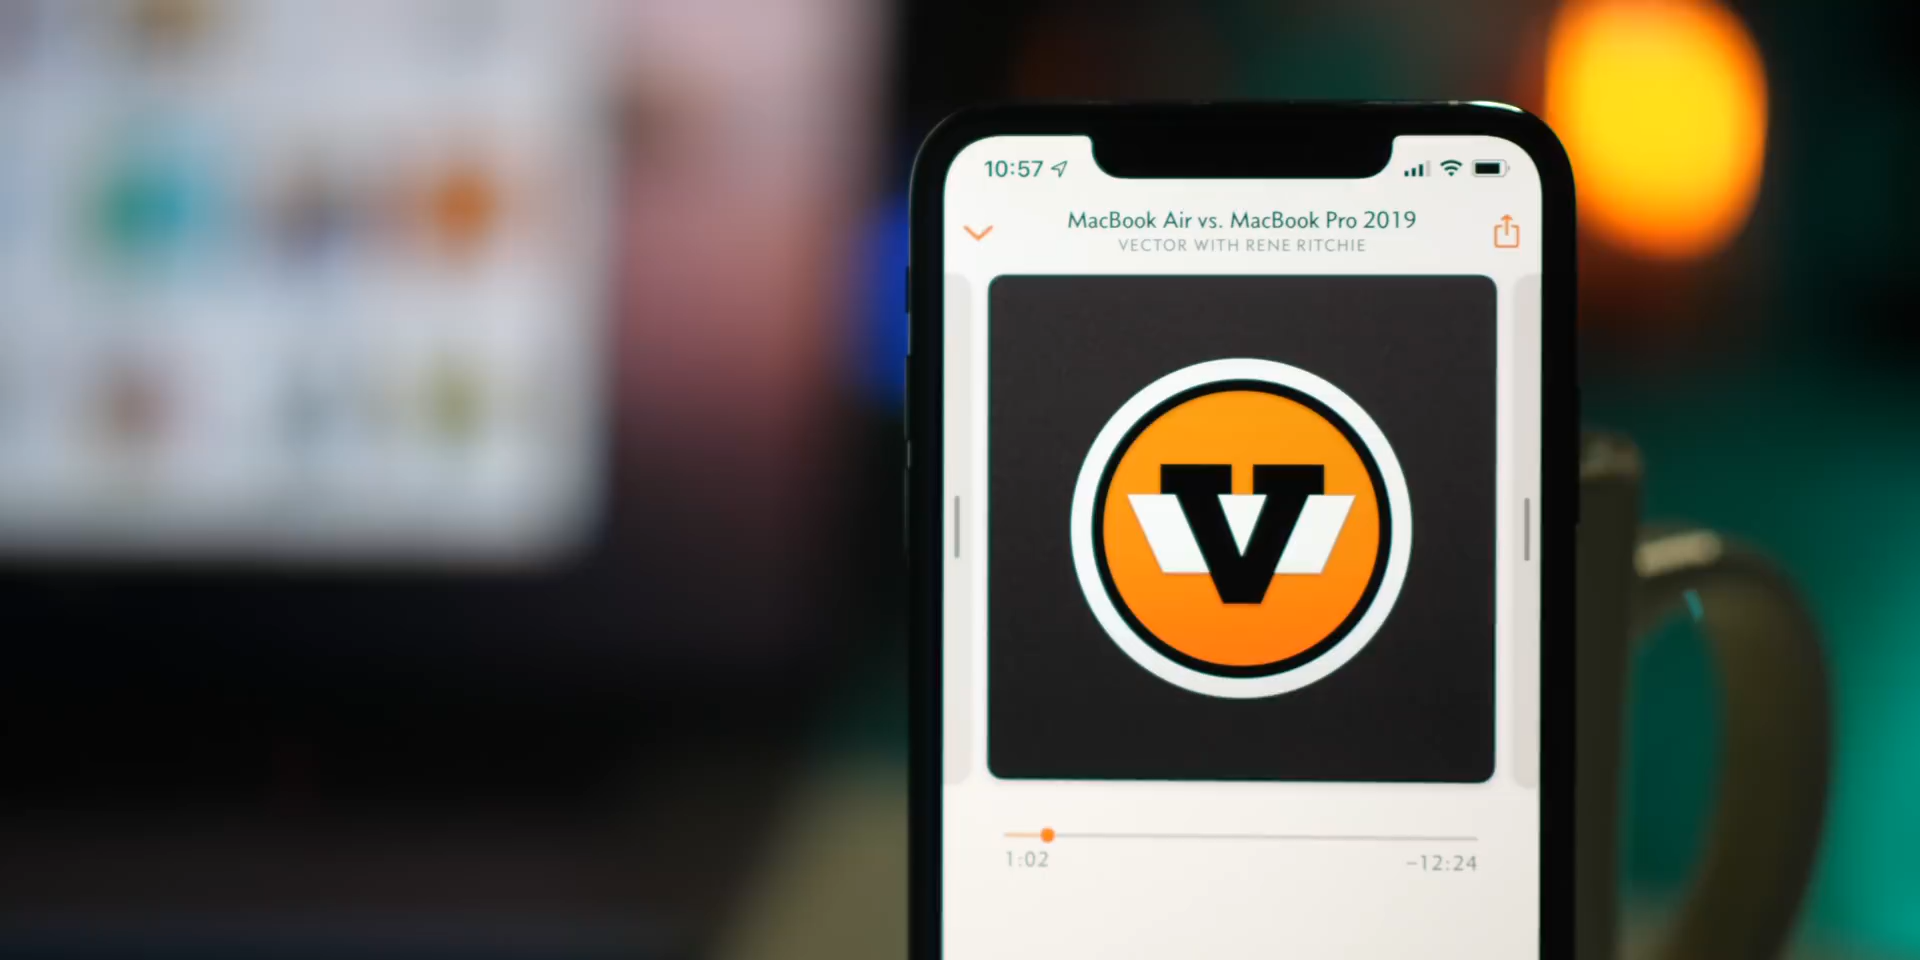 10:57
MacBook Air vs. MacBook Pro 2019
VECTOR WITH RENE RITCHIE
V
1:02
-12:24